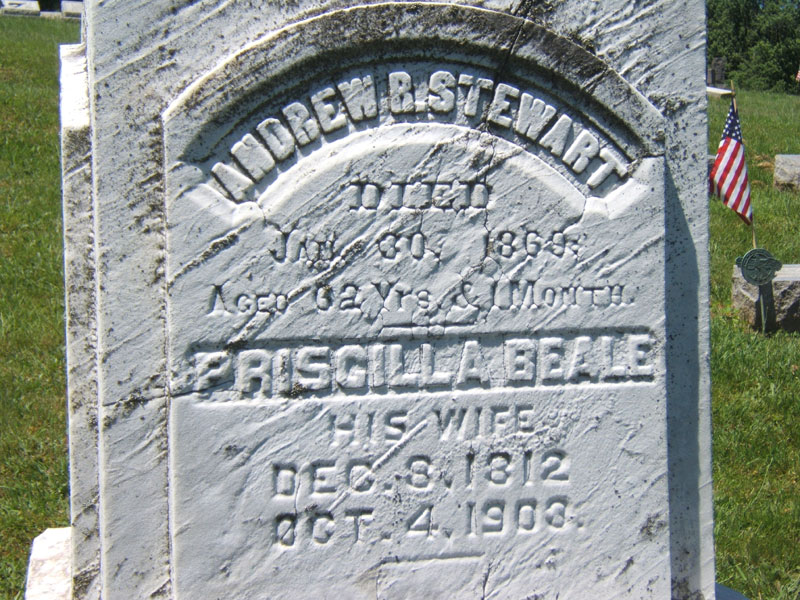 ANDREW R. STEWART
DIED
JAN. 30, 1869.
AGED 62 YRS. & 1 MONTH.
PRISCILLA BEALE
HIS WIFE
DEC. 8. 1812
OCT. 4. 1903.